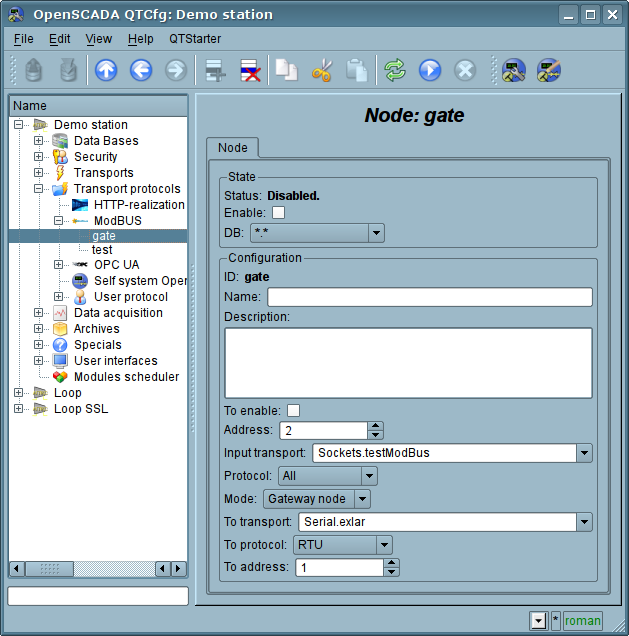 OpenSCADA QTCfg: Demo station
File Edit View Help QTStarter
Name
Demo station
Data Bases
Security
Transports
Transport protocols
HTTP-realization
ModBUS
gate
test
OPC UA
Self system Oper
User protocol
Data acquisition
Archives
Specials
User interfaces
Modules scheduler
Loop
Loop SSL
Node: gate
Node
State
Status: Disabled.
Enable:
DB: *.*
Configuration
ID: gate
Name:
Description:
To enable:
Address: 2
Input transport: Sockets.testModBus
Protocol: All
Mode: Gateway node
To transport: Serial.exlar
To protocol: RTU
To address: 1
* roman